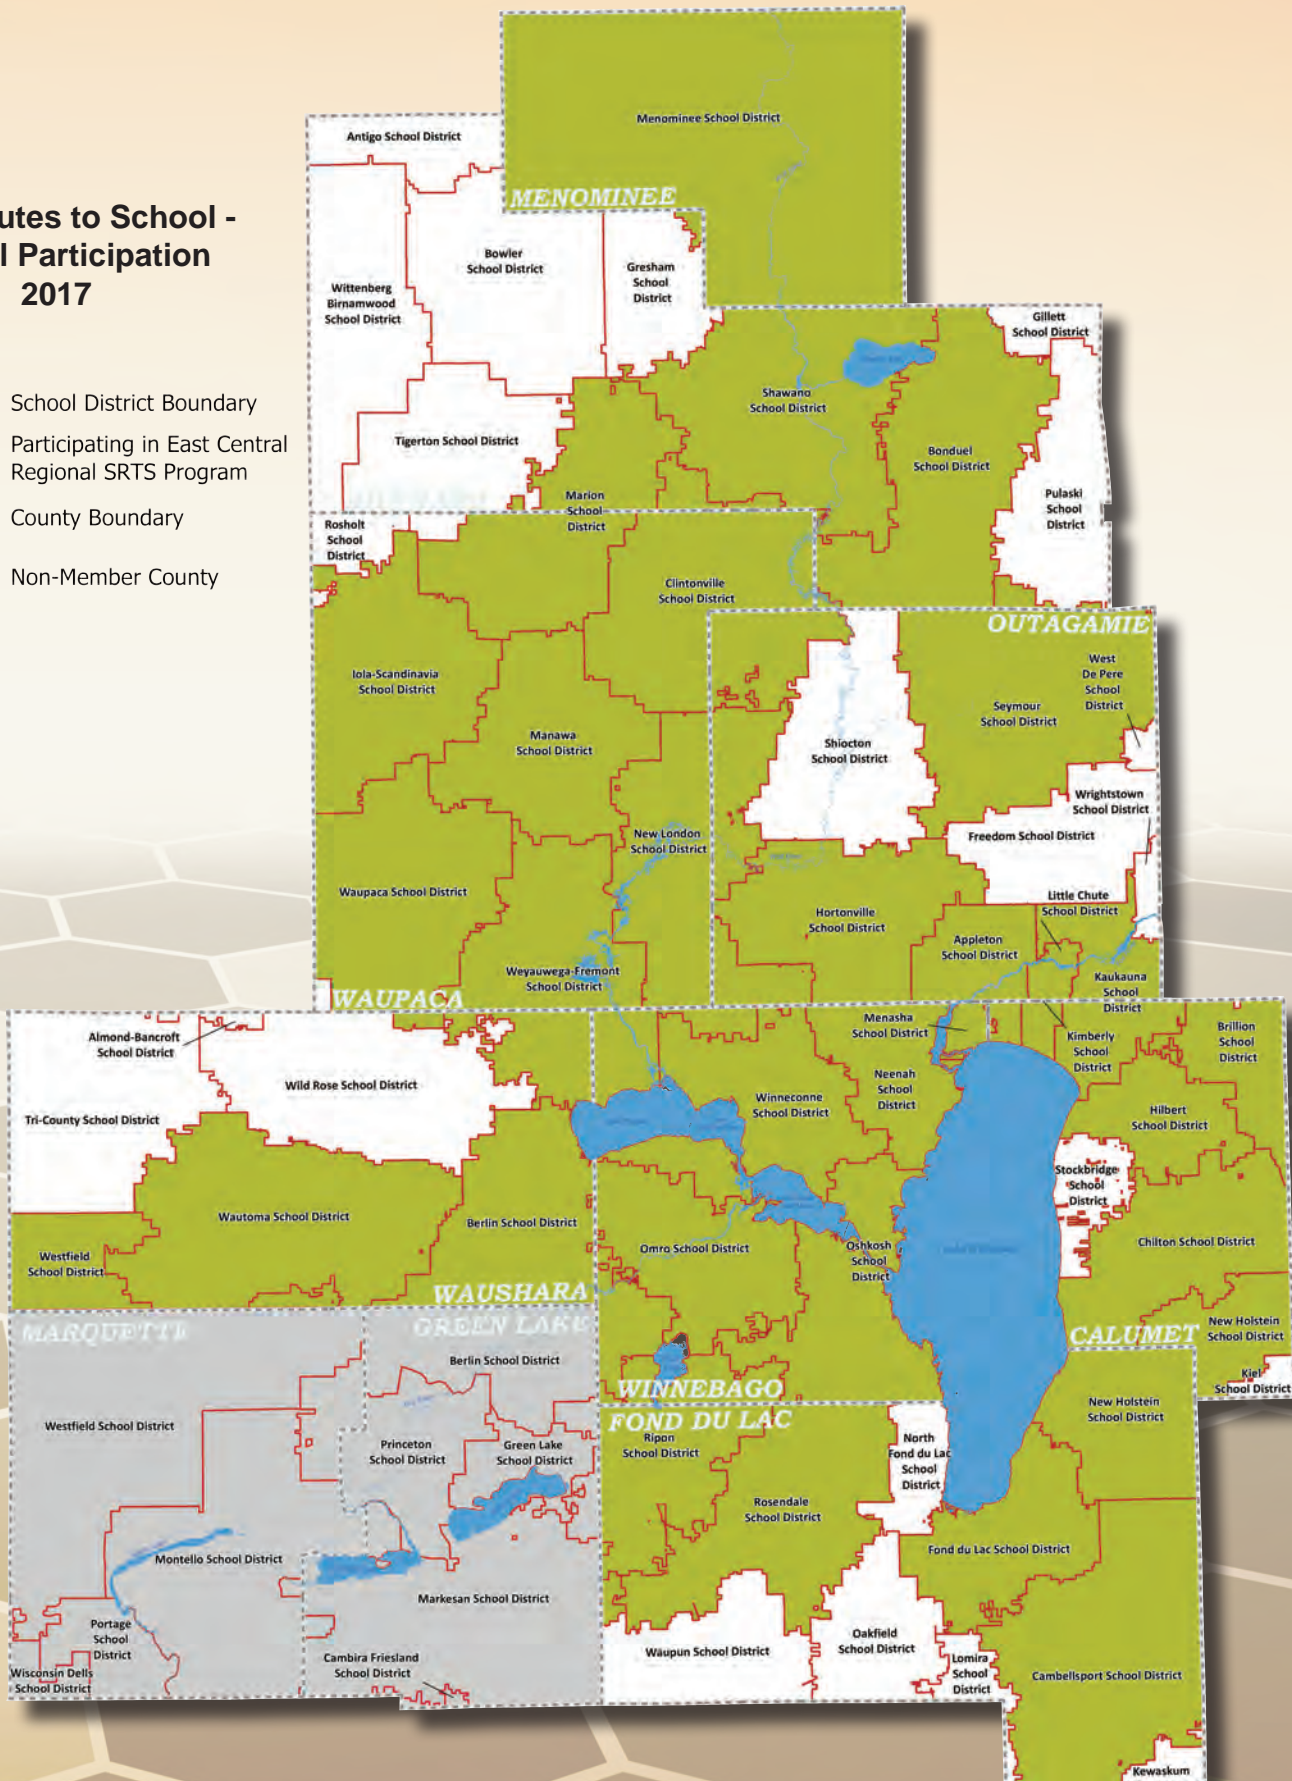 utes to School -
l Participation
2017
School District Boundary
Participating in East Central
Regional SRTS Program
County Boundary
Non-Member County
Menominee School District
Antigo School District
MENOMINEE
Bowler
School District
Gresham
School
District
Wittenberg
Birnamwood
School District
Gillett
School District
Shawano
School District
Tigerton School District
Bonduel
School District
Marion
School
District
Pulaski
School
District
Rosholt
School
District
Clintonville
School District
OUTAGAMIE
West
De Pere
School
District
Iola-Scandinavia
School District
Seymour
School District
Manawa
School District
Shiocton
School District
Wrightstown
School District
New London
School District
Freedom School District
Waupaca School District
Little Chute
School District
Hortonville
School District
Appleton
School District
Weyauwega-Fremont
School District
Kaukauna
School
District
WAUPACA
Almond-Bancroft
School District
Menasha
School District
Kimberly
School
District
Brillion
School
District
Wild Rose School District
Neenah
School
District
Winneconne
School District
Tri-County School District
Hilbert
School District
Stockbridge
School
District
Wautoma School District
Berlin School District
Westfield
School District
Omro School District
Oshkosh
School
District
Chilton School District
WAUSHARA
MARQUETTE
GREEN LAKE
CALUMET
New Holstein
School District
Berlin School District
Kiel
School District
WINNEBAGO
FOND DU LAC
New Holstein
School District
Westfield School District
Princeton
School District
Green Lake
School District
Ripon
School District
North
Fond du Lac
School
District
Rosendale
School District
Montello School District
Fond du Lac School District
Markesan School District
Portage
School
District
Waupun School District
Oakfield
School District
Cambira Friesland
School District
Lomira
School
District
Cambellsport School District
Wisconsin Dells
School District
Kewaskum